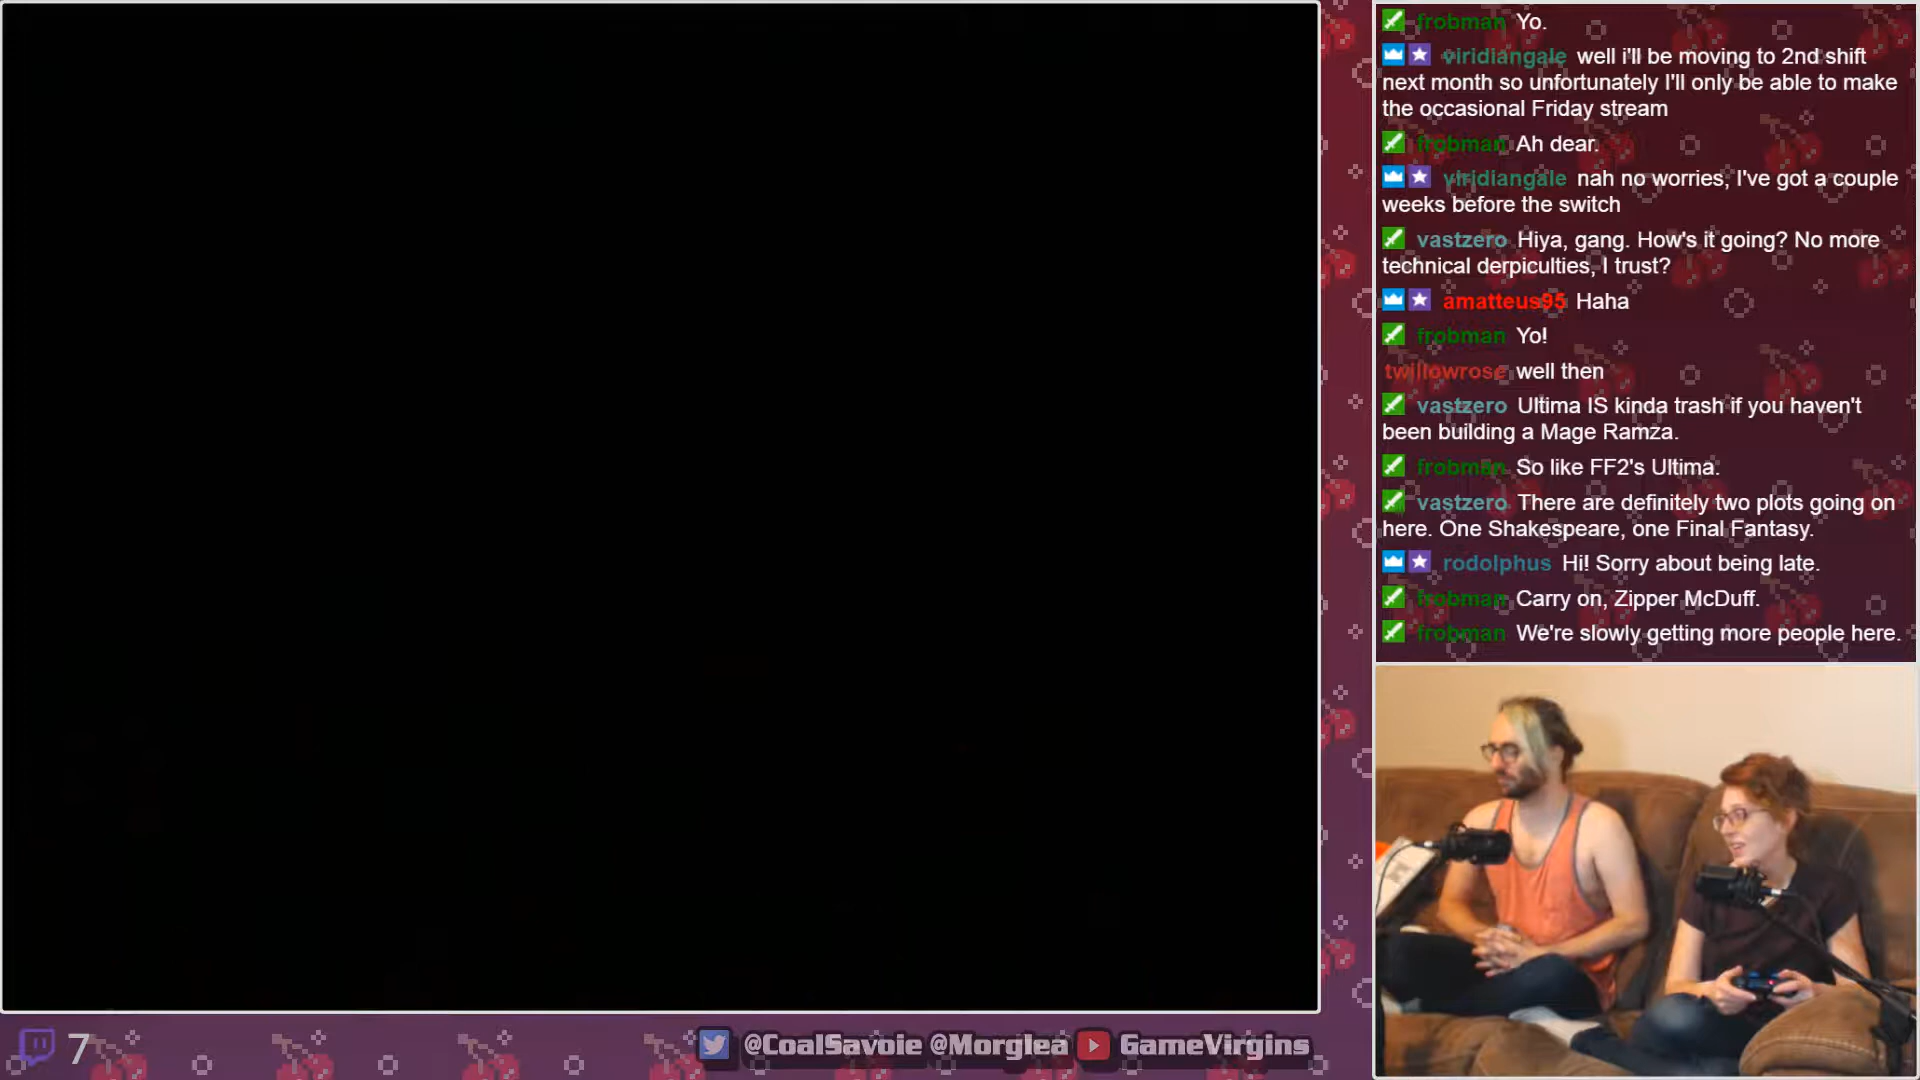 frobman Yo.
viridiangale well i'll be moving to 2nd shift
next month so unfortunately I'll only be able to make
the occasional Friday stream
frobman Ah dear.
viridiangale nah no worries, I've got a couple
weeks before the switch
vastzero Hiya, gang. How's it going? No more
technical derpiculties, I trust?
amatteus95 Haha
frobman Yo!
twillowrose well then
vastzero Ultima IS kinda trash if you haven't
been building a Mage Ramza.
frobman So like FF2's Ultima.
vastzero There are definitely two plots going on
here. One Shakespeare, one Final Fantasy.
rodolphus Hi! Sorry about being late.
frobman Carry on, Zipper McDuff.
frobman We're slowly getting more people here.
7 @CoalSavoie @Morglea GameVirgins